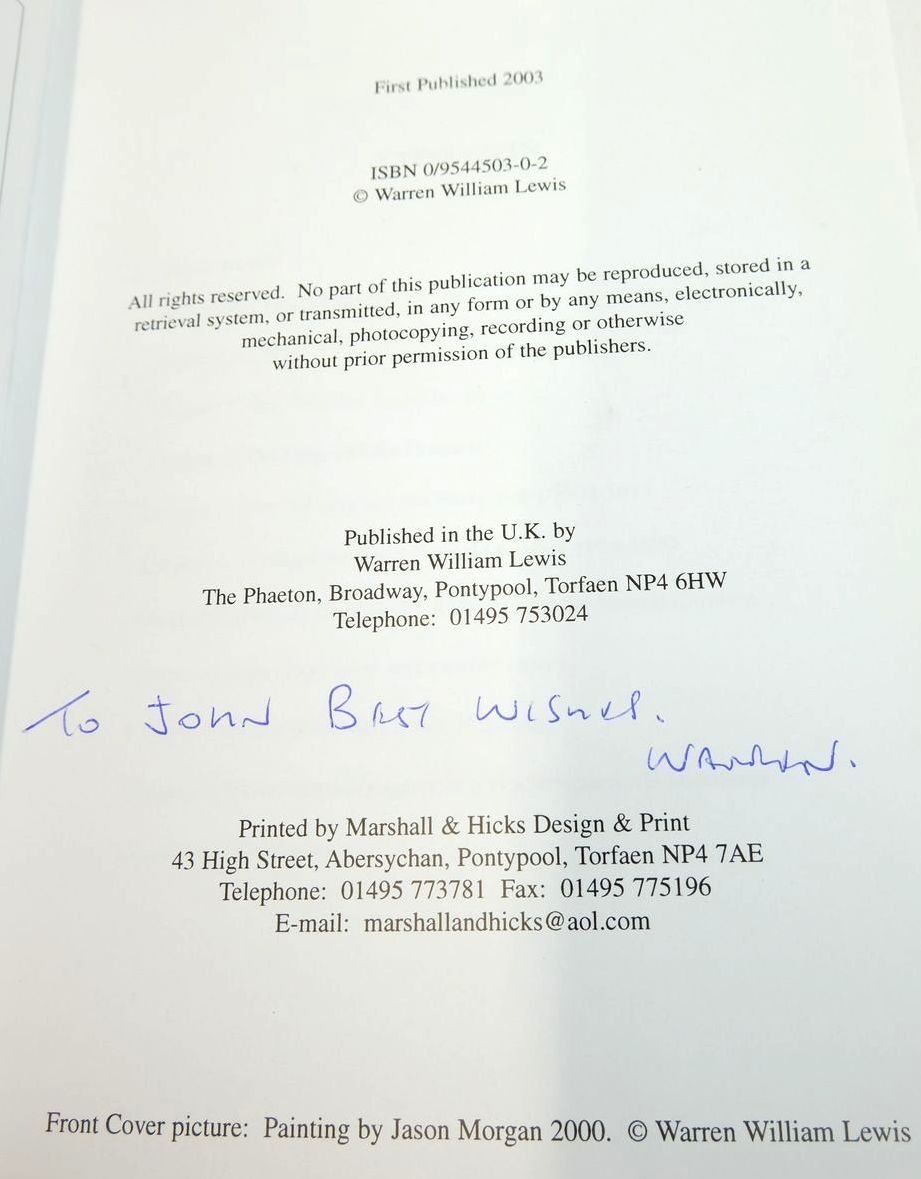 First Published 2003
ISBN 0/9544503-0-2
© Warren William Lewis
All rights reserved. No part of this publication may be reproduced, stored in a
retrieval system, or transmitted, in any form or by any means, electronically,
mechanical, photocopying, recording or otherwise
without prior permission of the publishers.
Published in the U.K. by
Warren William Lewis
The Phaeton, Broadway, Pontypool, Torfaen NP4 6HW
Telephone: 01495 753024
To JOHN BEST WISHES.
WARREN.
Printed by Marshall & Hicks Design & Print
43 High Street, Abersychan, Pontypool, Torfaen NP4 7AE
Telephone: 01495 773781 Fax: 01495 775196
E-mail: marshallandhicks@aol.com
Front Cover picture: Painting by Jason Morgan 2000. © Warren William Lewis